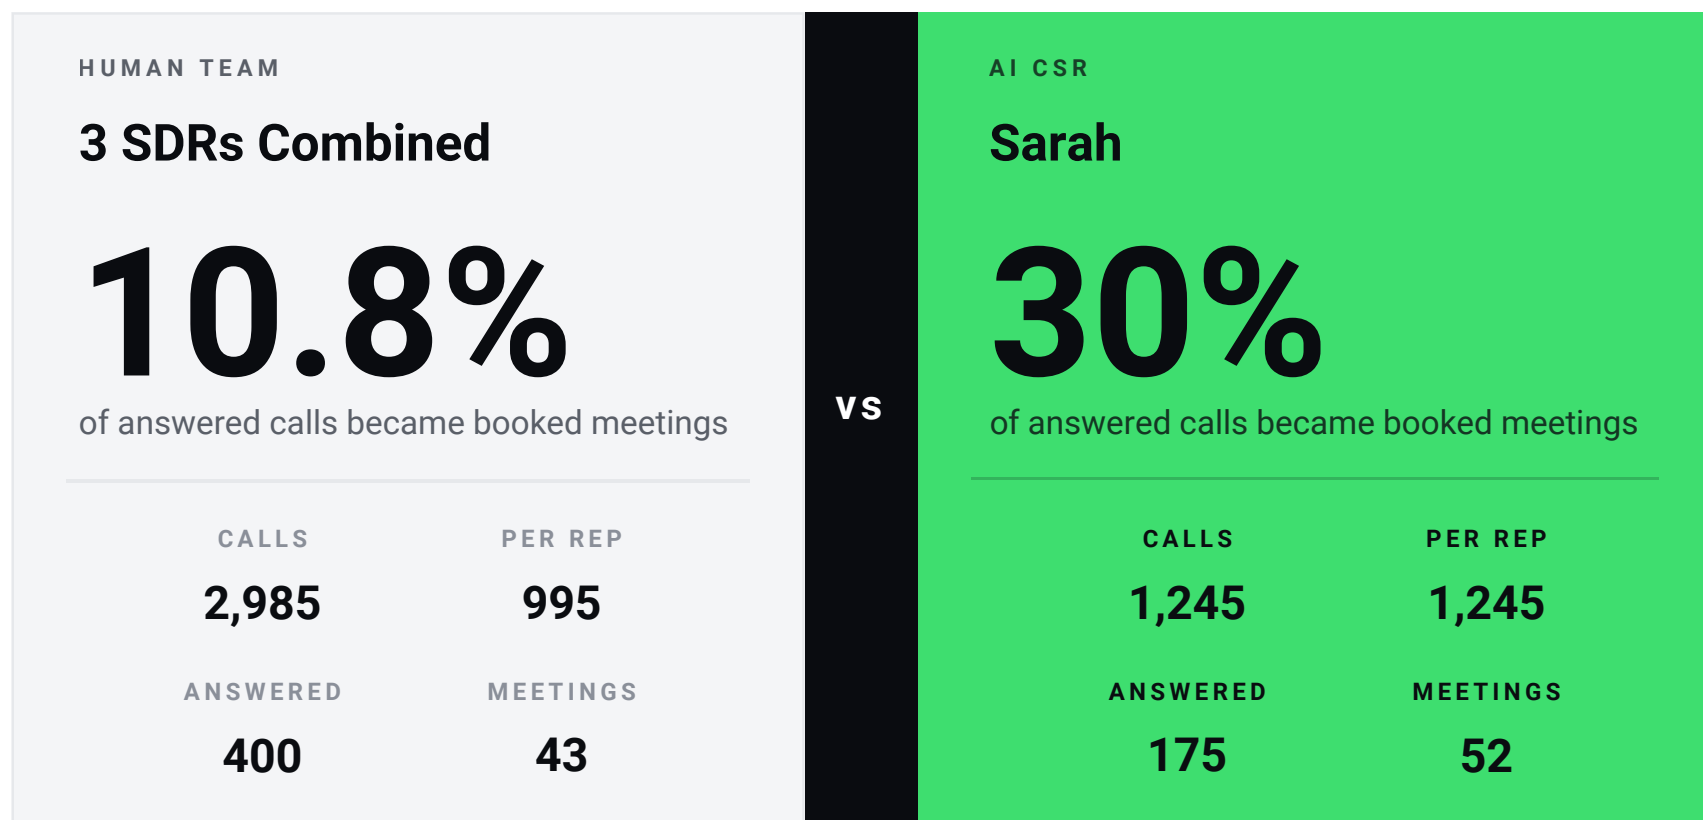 HUMAN TEAM
3 SDRs Combined
10.8%
of answered calls became booked meetings
CALLS
PER REP
2,985
995
ANSWERED
MEETINGS
400
43
vs
AI CSR
Sarah
30%
of answered calls became booked meetings
CALLS
PER REP
1,245
1,245
ANSWERED
MEETINGS
175
52